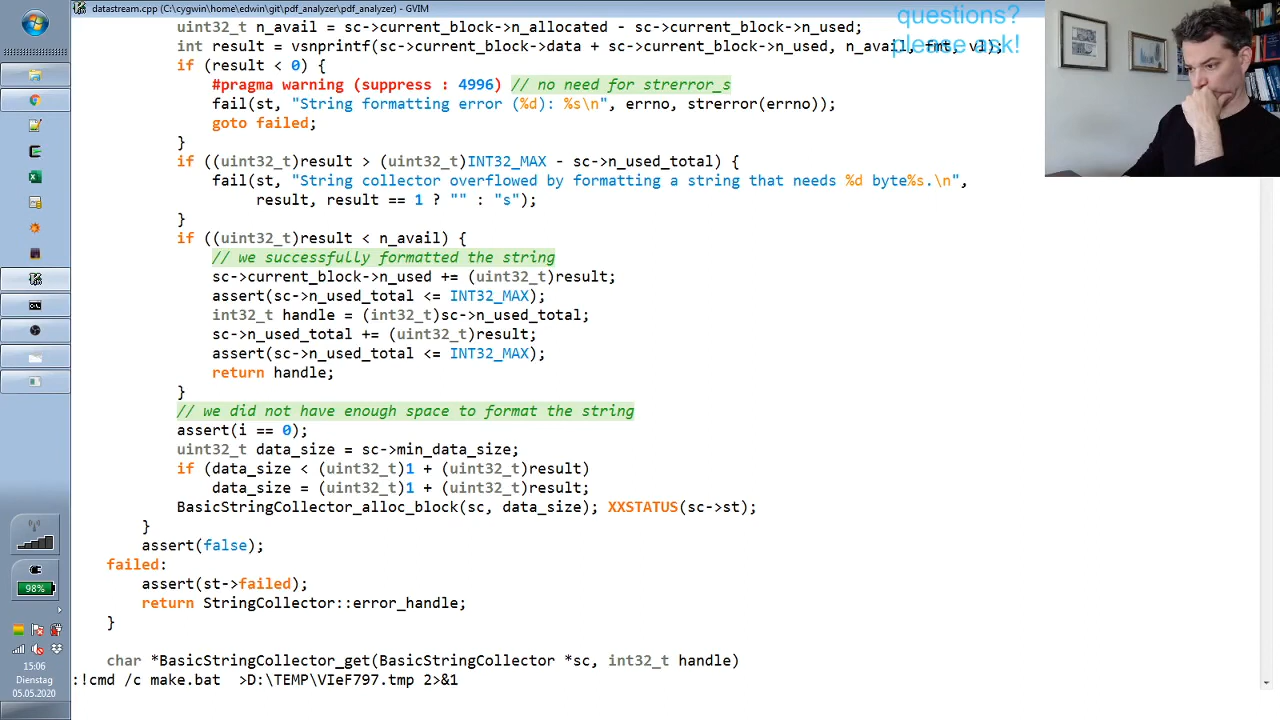 datastream.cpp (C:\cygwin\home\edwin\git\pdf_analyzer\pdf_analyzer) - GVIM
questions?
please ask!
uint32_t n_avail = sc->current_block->n_allocated - sc->current_block->n_used;
int result = vsnprintf(sc->current_block->data + sc->current_block->n_used, n_avail, fmt, vl);
if (result < 0) {
#pragma warning (suppress : 4996) // no need for strerror_s
fail(st, "String formatting error (%d): %s\n", errno, strerror(errno));
goto failed;
}
if ((uint32_t)result > (uint32_t)INT32_MAX - sc->n_used_total) {
fail(st, "String collector overflowed by formatting a string that needs %d byte%s.\n",
result, result == 1 ? "" : "s");
}
if ((uint32_t)result < n_avail) {
// we successfully formatted the string
sc->current_block->n_used += (uint32_t)result;
assert(sc->n_used_total <= INT32_MAX);
int32_t handle = (int32_t)sc->n_used_total;
sc->n_used_total += (uint32_t)result;
assert(sc->n_used_total <= INT32_MAX);
return handle;
}
// we did not have enough space to format the string
assert(i == 0);
uint32_t data_size = sc->min_data_size;
if (data_size < (uint32_t)1 + (uint32_t)result)
data_size = (uint32_t)1 + (uint32_t)result;
BasicStringCollector_alloc_block(sc, data_size); XXSTATUS(sc->st);
}
assert(false);
failed:
assert(st->failed);
return StringCollector::error_handle;
}
char *BasicStringCollector_get(BasicStringCollector *sc, int32_t handle)
:!cmd /c make.bat >D:\TEMP\VIeF797.tmp 2>&1
98%
15:06
Dienstag
05.05.2020